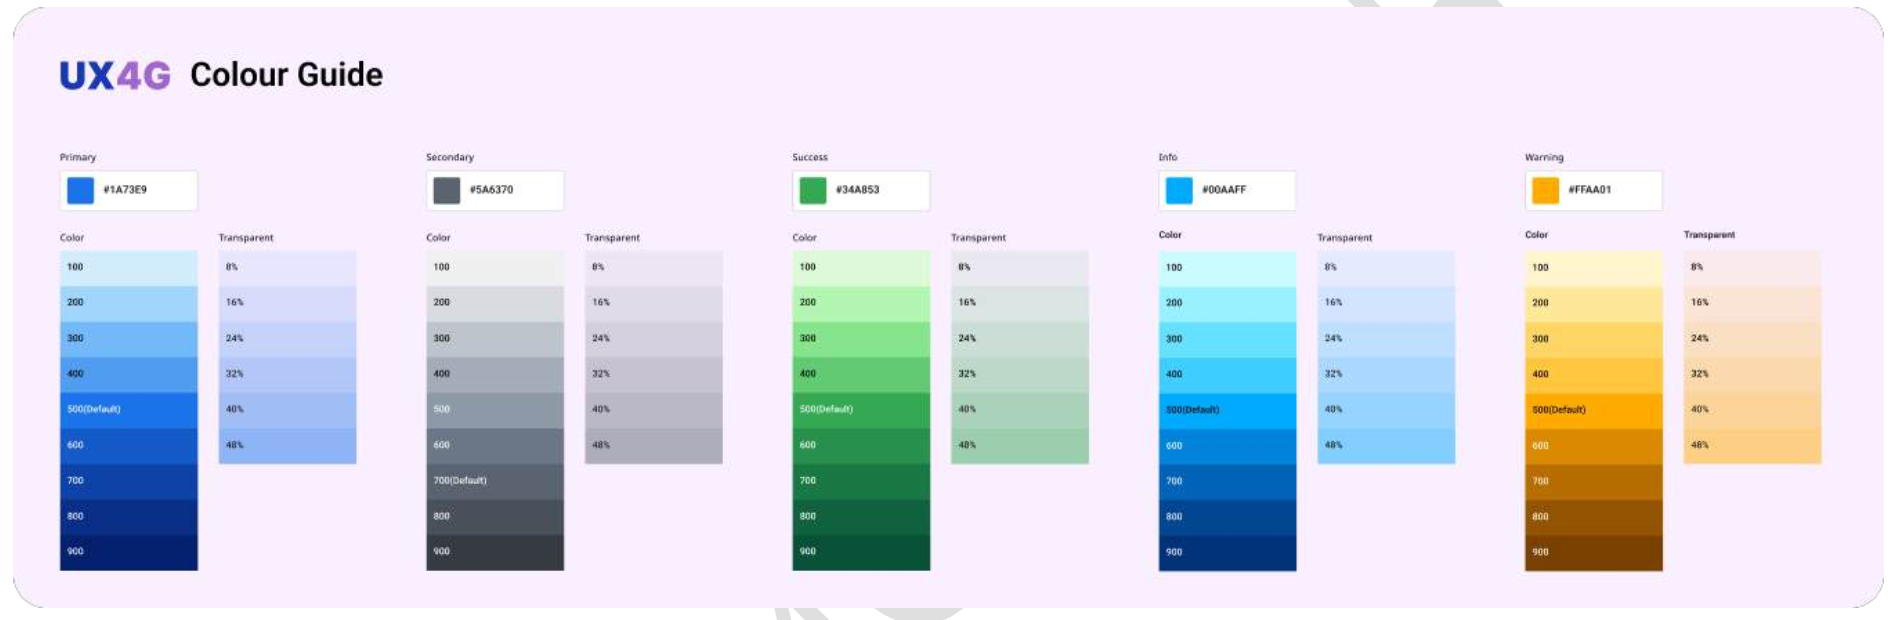 UX4G Colour Guide
Primary
#1A73E9
Color
100
200
300
400
500(Default)
600
700
800
900
Transparent
8%
16%
24%
32%
40%
48%
Secondary
#5A6370
Color
100
200
300
400
500
600
700(Default)
800
900
Transparent
8%
16%
24%
32%
40%
48%
Success
#34A853
Color
100
200
300
400
500(Default)
600
700
800
900
Transparent
8%
16%
24%
32%
40%
48%
Info
#00AAFF
Color
100
200
300
400
500(Default)
600
700
800
900
Transparent
8%
16%
24%
32%
40%
48%
Warning
#FFAA01
Color
100
200
300
400
500(Default)
600
700
800
900
Transparent
8%
16%
24%
32%
40%
48%